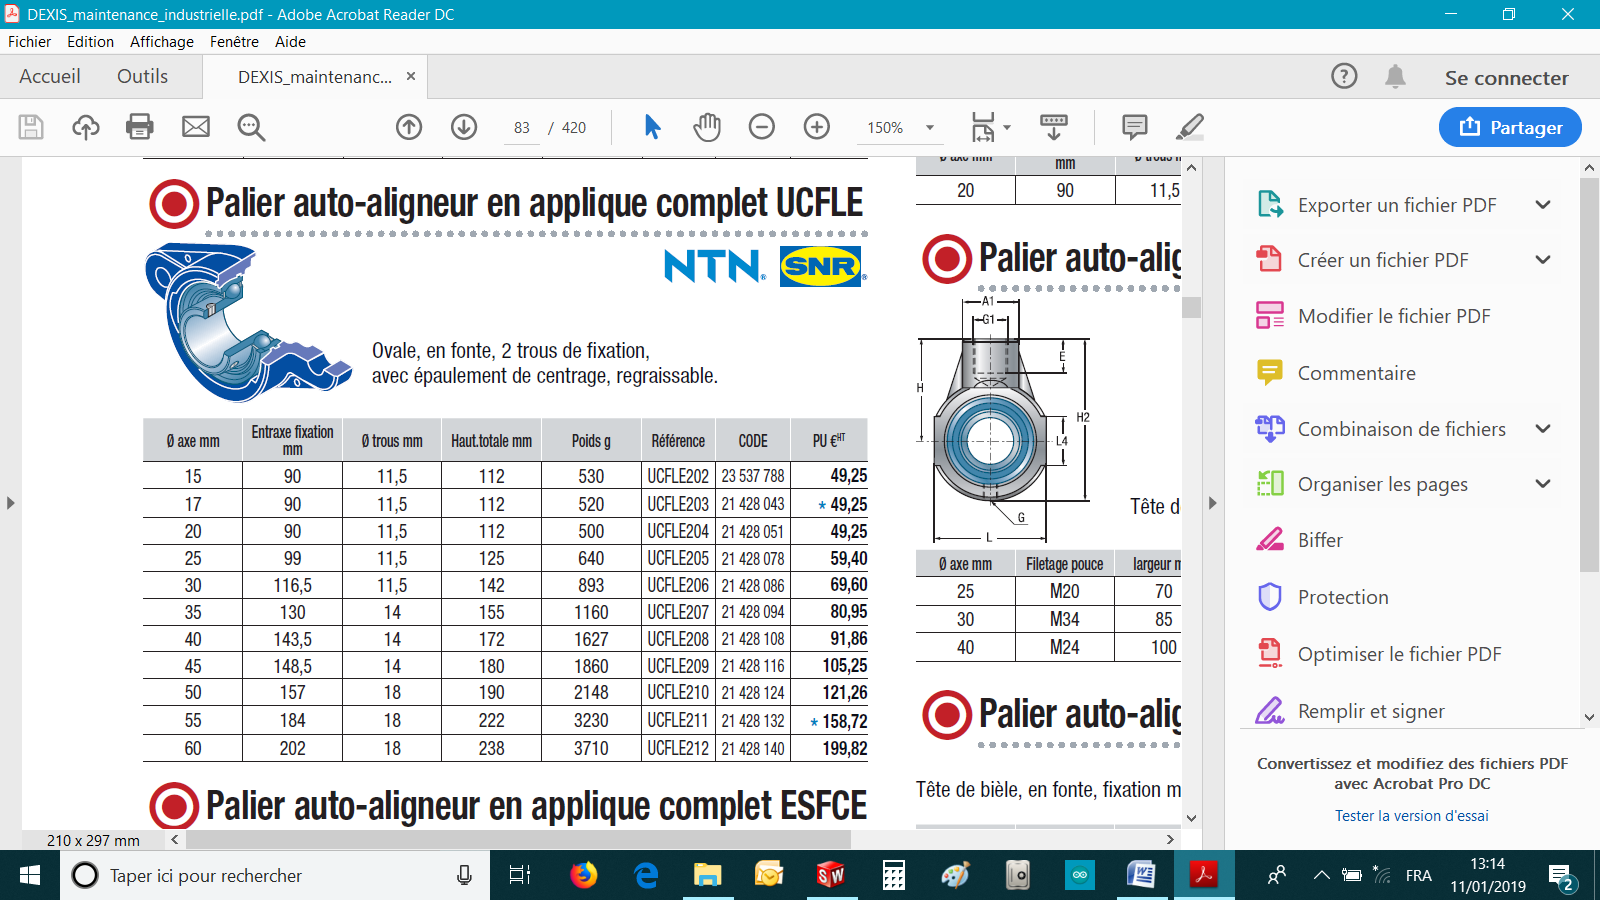 DEXIS_maintenance_industrielle.pdf - Adobe Acrobat Reader DC
Fichier Edition Affichage Fenêtre Aide
Accueil Outils DEXIS_maintenanc... × Se connecter
83 / 420 150% Partager
Palier auto-aligneur en applique complet UCFLE
NTN® SNR®
Ovale, en fonte, 2 trous de fixation,
avec épaulement de centrage, regraissable.
Ø axe mm Entraxe fixation mm Ø trous mm Haut.totale mm Poids g Référence CODE PU €HT
15 90 11,5 112 530 UCFLE202 23 537 788 49,25
17 90 11,5 112 520 UCFLE203 21 428 043 * 49,25
20 90 11,5 112 500 UCFLE204 21 428 051 49,25
25 99 11,5 125 640 UCFLE205 21 428 078 59,40
30 116,5 11,5 142 893 UCFLE206 21 428 086 69,60
35 130 14 155 1160 UCFLE207 21 428 094 80,95
40 143,5 14 172 1627 UCFLE208 21 428 108 91,86
45 148,5 14 180 1860 UCFLE209 21 428 116 105,25
50 157 18 190 2148 UCFLE210 21 428 124 121,26
55 184 18 222 3230 UCFLE211 21 428 132 * 158,72
60 202 18 238 3710 UCFLE212 21 428 140 199,82
Palier auto-aligneur en applique complet ESFCE
210 x 297 mm
mm
20 90 11,5
Palier auto-alig
A1
G1
E
H
H2
L4
G
L
Tête d
Ø axe mm Filetage pouce largeur m
25 M20 70
30 M34 85
40 M24 100
Palier auto-alig
Tête de bièle, en fonte, fixation m
Exporter un fichier PDF
Créer un fichier PDF
Modifier le fichier PDF
Commentaire
Combinaison de fichiers
Organiser les pages
Biffer
Protection
Optimiser le fichier PDF
Remplir et signer
Convertissez et modifiez des fichiers PDF
avec Acrobat Pro DC
Tester la version d'essai
Taper ici pour rechercher
FRA
13:14
11/01/2019
2